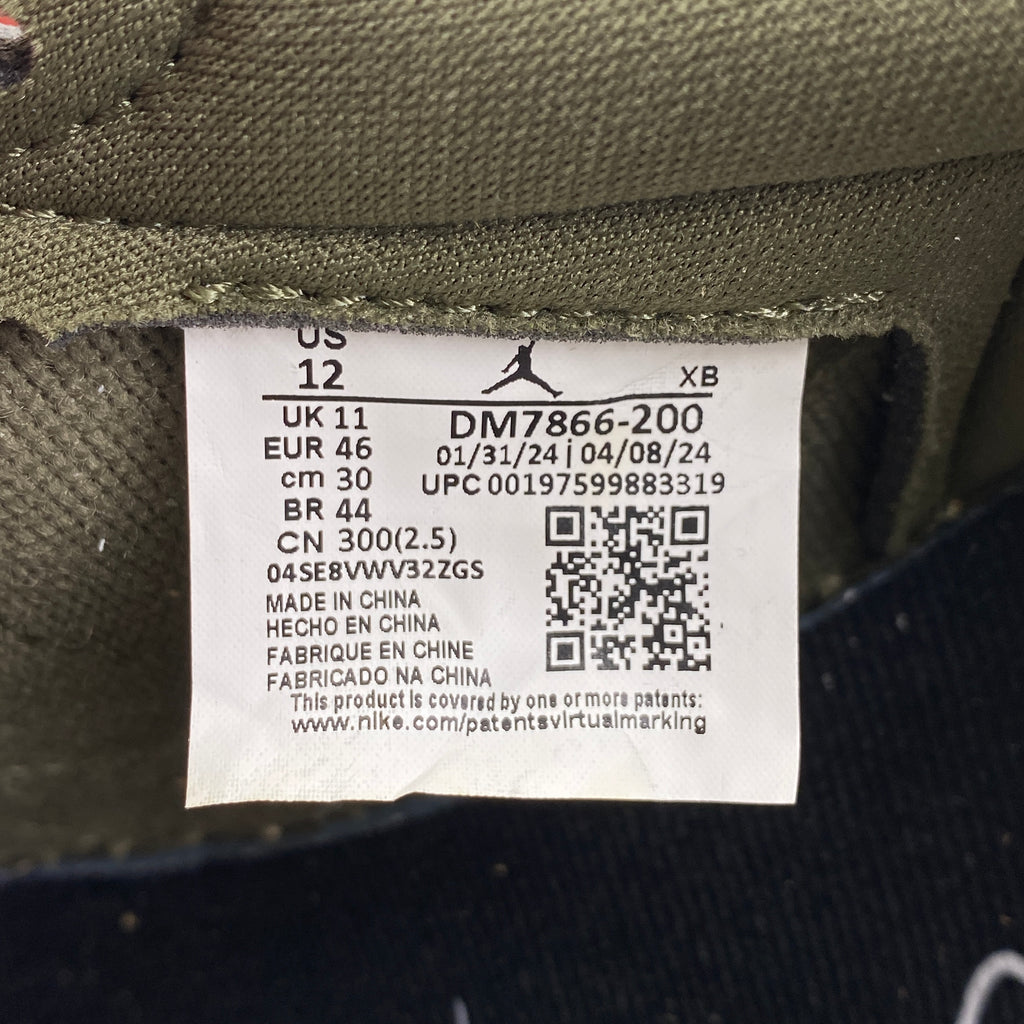 US
12
XB
UK 11
DM7866-200
EUR 46
01/31/24 | 04/08/24
cm 30
UPC 00197599883319
BR 44
CN 300(2.5)
04SE8VWV32ZGS
MADE IN CHINA
HECHO EN CHINA
FABRIQUE EN CHINE
FABRICADO NA CHINA
This product is covered by one or more patents:
www.nike.com/patentsvirtualmarking